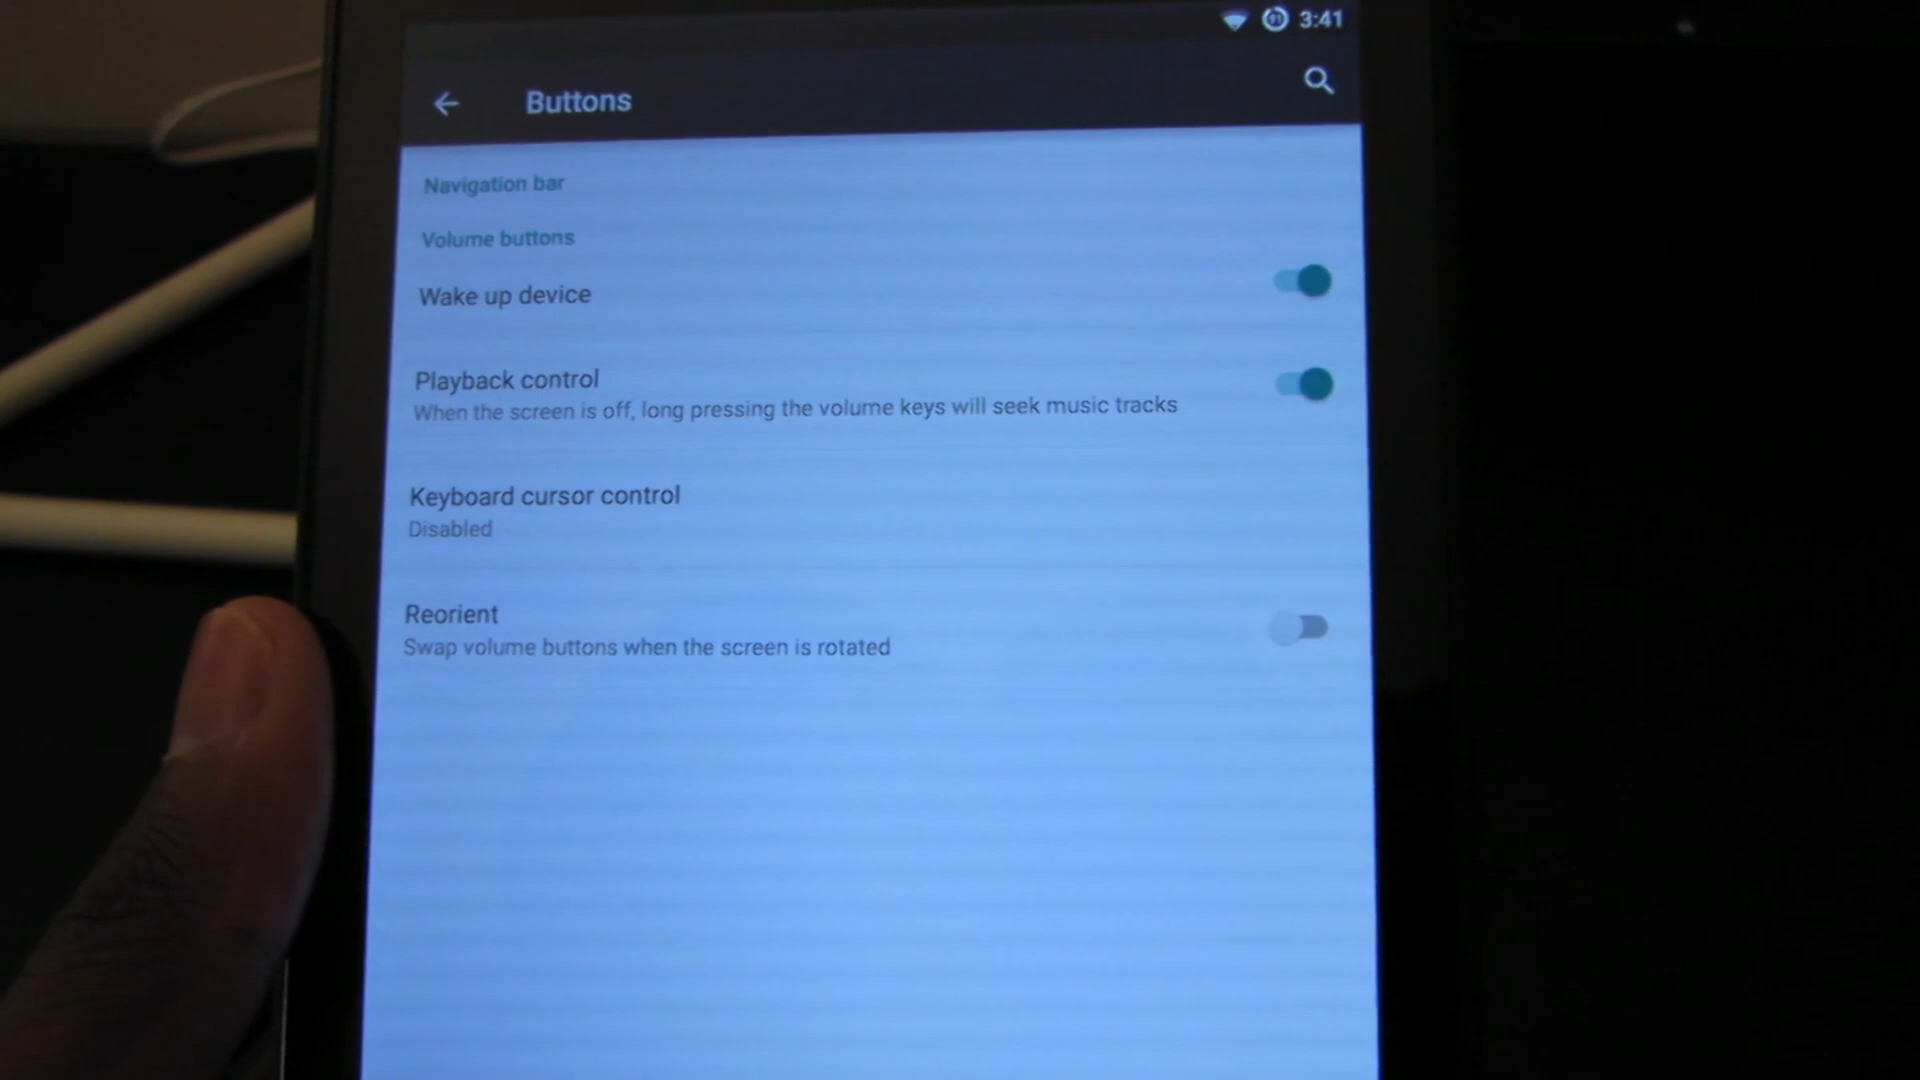 91 3:41
Buttons
Navigation bar
Volume buttons
Wake up device
Playback control
When the screen is off, long pressing the volume keys will seek music tracks
Keyboard cursor control
Disabled
Reorient
Swap volume buttons when the screen is rotated